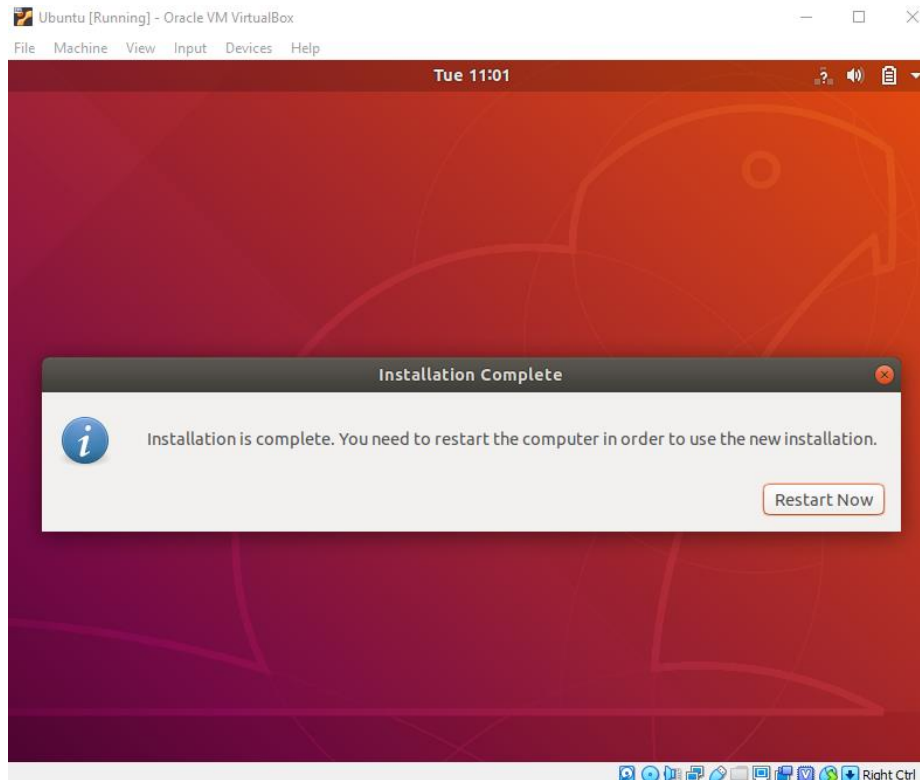 Ubuntu [Running] - Oracle VM VirtualBox
File Machine View Input Devices Help
Tue 11:01
?
Installation Complete
i
Installation is complete. You need to restart the computer in order to use the new installation.
Restart Now
Right Ctrl